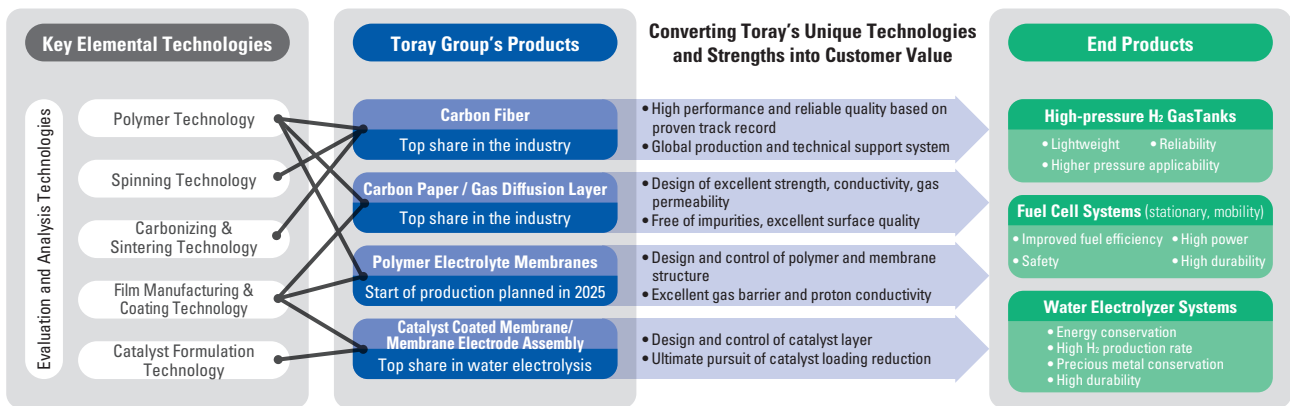 Key Elemental Technologies
Evaluation and Analysis Technologies
Polymer Technology
Spinning Technology
Carbonizing &
Sintering Technology
Film Manufacturing &
Coating Technology
Catalyst Formulation
Technology
Toray Group's Products
Carbon Fiber
Top share in the industry
Carbon Paper / Gas Diffusion Layer
Top share in the industry
Polymer Electrolyte Membranes
Start of production planned in 2025
Catalyst Coated Membrane/
Membrane Electrode Assembly
Top share in water electrolysis
Converting Toray's Unique Technologies
and Strengths into Customer Value
• High performance and reliable quality based on
proven track record
• Global production and technical support system
• Design of excellent strength, conductivity, gas
permeability
• Free of impurities, excellent surface quality
• Design and control of polymer and membrane
structure
• Excellent gas barrier and proton conductivity
• Design and control of catalyst layer
• Ultimate pursuit of catalyst loading reduction
End Products
High-pressure H₂ GasTanks
• Lightweight • Reliability
• Higher pressure applicability
Fuel Cell Systems (stationary, mobility)
• Improved fuel efficiency • High power
• Safety • High durability
Water Electrolyzer Systems
• Energy conservation
• High H₂ production rate
• Precious metal conservation
• High durability